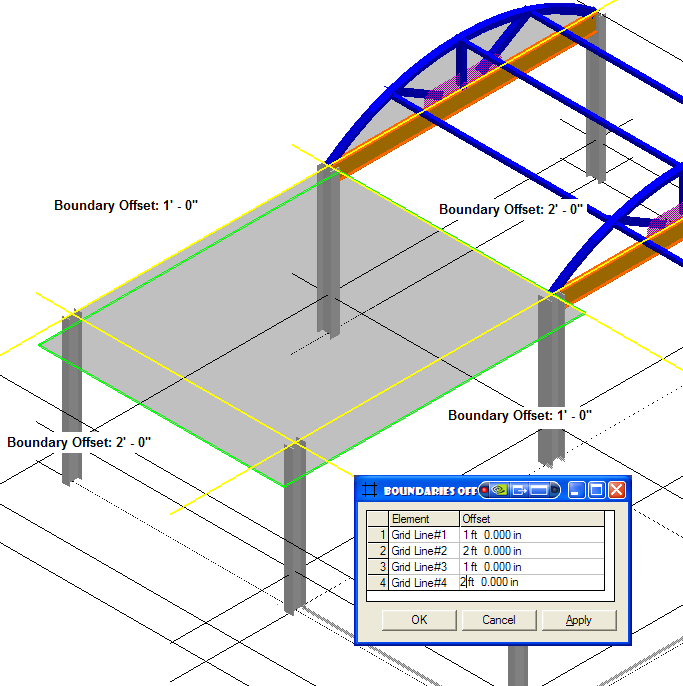 Boundary Offset: 1' - 0"
Boundary Offset: 2' - 0"
Boundary Offset: 1' - 0"
Boundary Offset: 2' - 0"
BOUNDARIES OFF
Element Offset
1 Grid Line#1 1 ft 0.000 in
2 Grid Line#2 2 ft 0.000 in
3 Grid Line#3 1 ft 0.000 in
4 Grid Line#4 2 ft 0.000 in
OK Cancel Apply